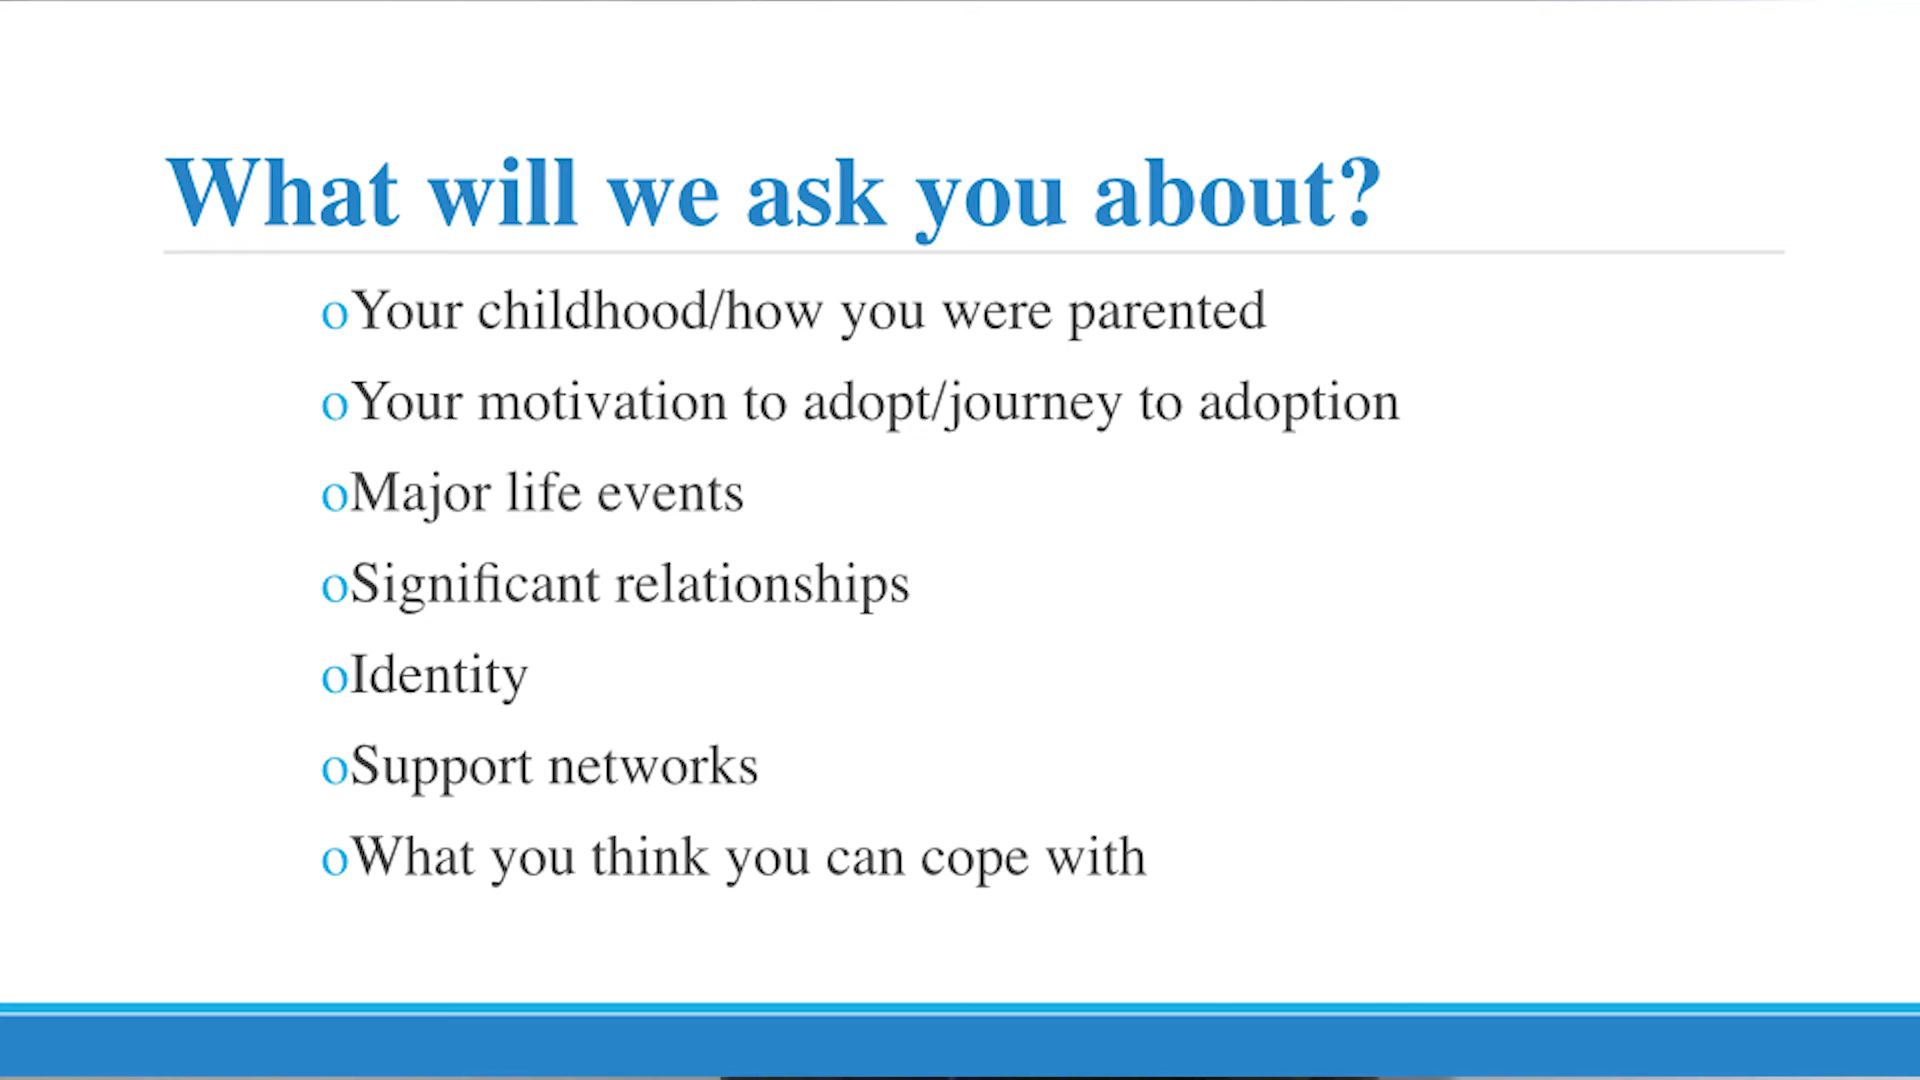 What will we ask you about?
oYour childhood/how you were parented
oYour motivation to adopt/journey to adoption
oMajor life events
oSignificant relationships
oIdentity
oSupport networks
oWhat you think you can cope with